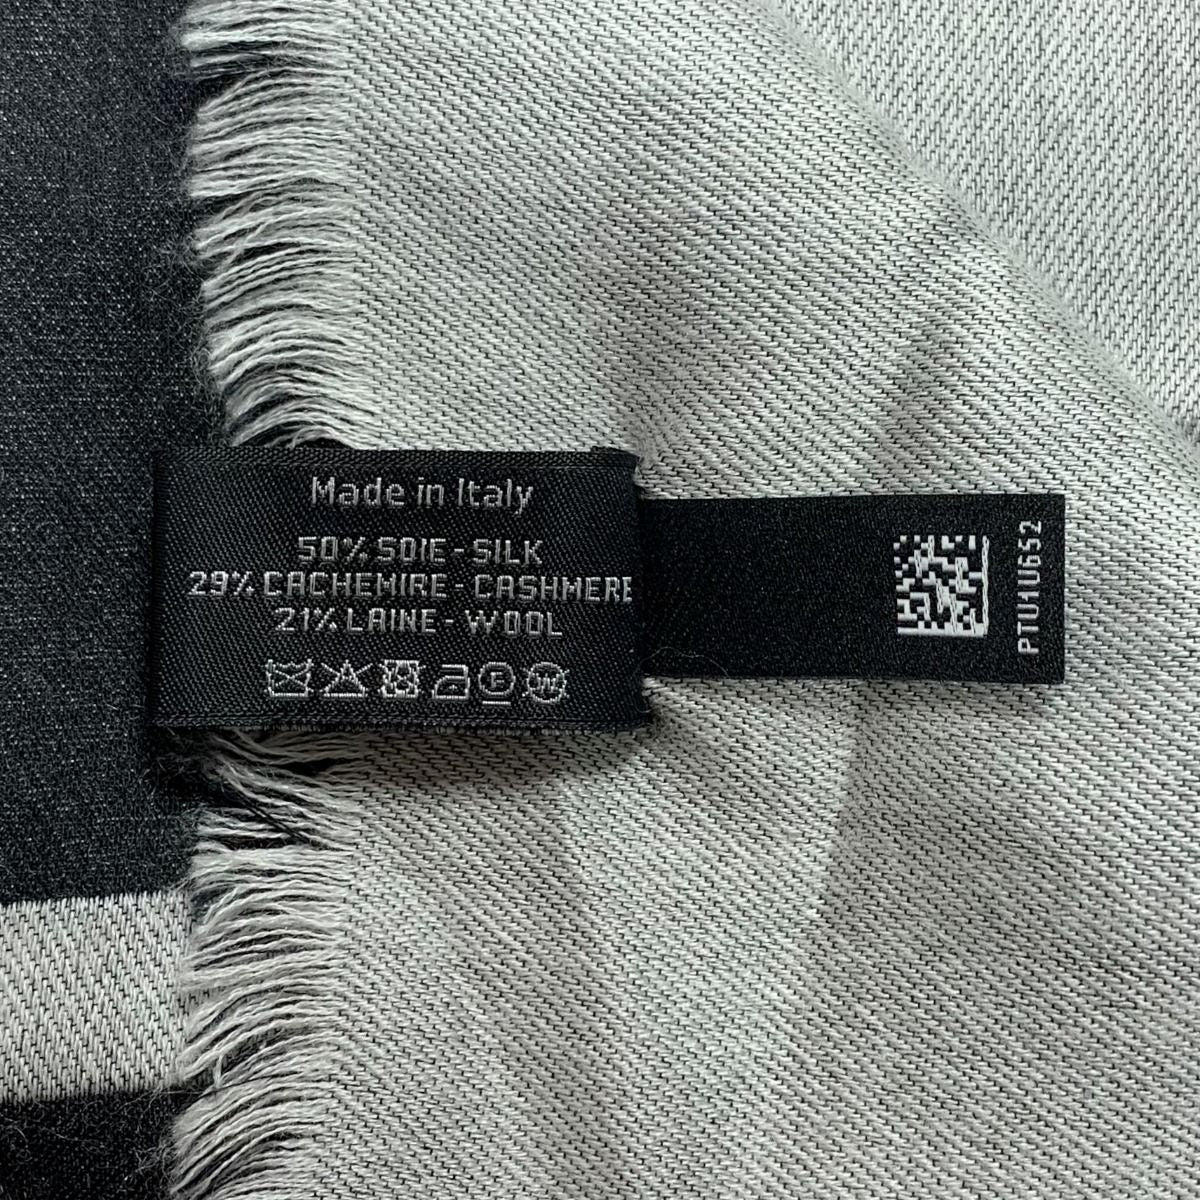 Made in Italy
50% SOIE - SILK
29% CACHEMIRE - CASHMERE
21% LAINE - WOOL
F
W
PTU1U652